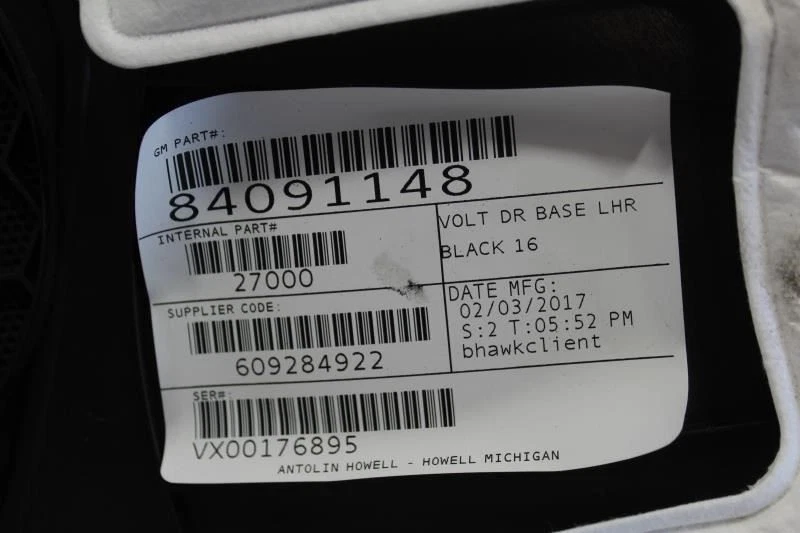 GM PART#:
84091148
INTERNAL PART#
27000
VOLT DR BASE LHR
BLACK 16
SUPPLIER CODE:
609284922
DATE MFG:
02/03/2017
S:2 T:05:52 PM
bhawkclient
SER#:
VX00176895
ANTOLIN HOWELL - HOWELL MICHIGAN